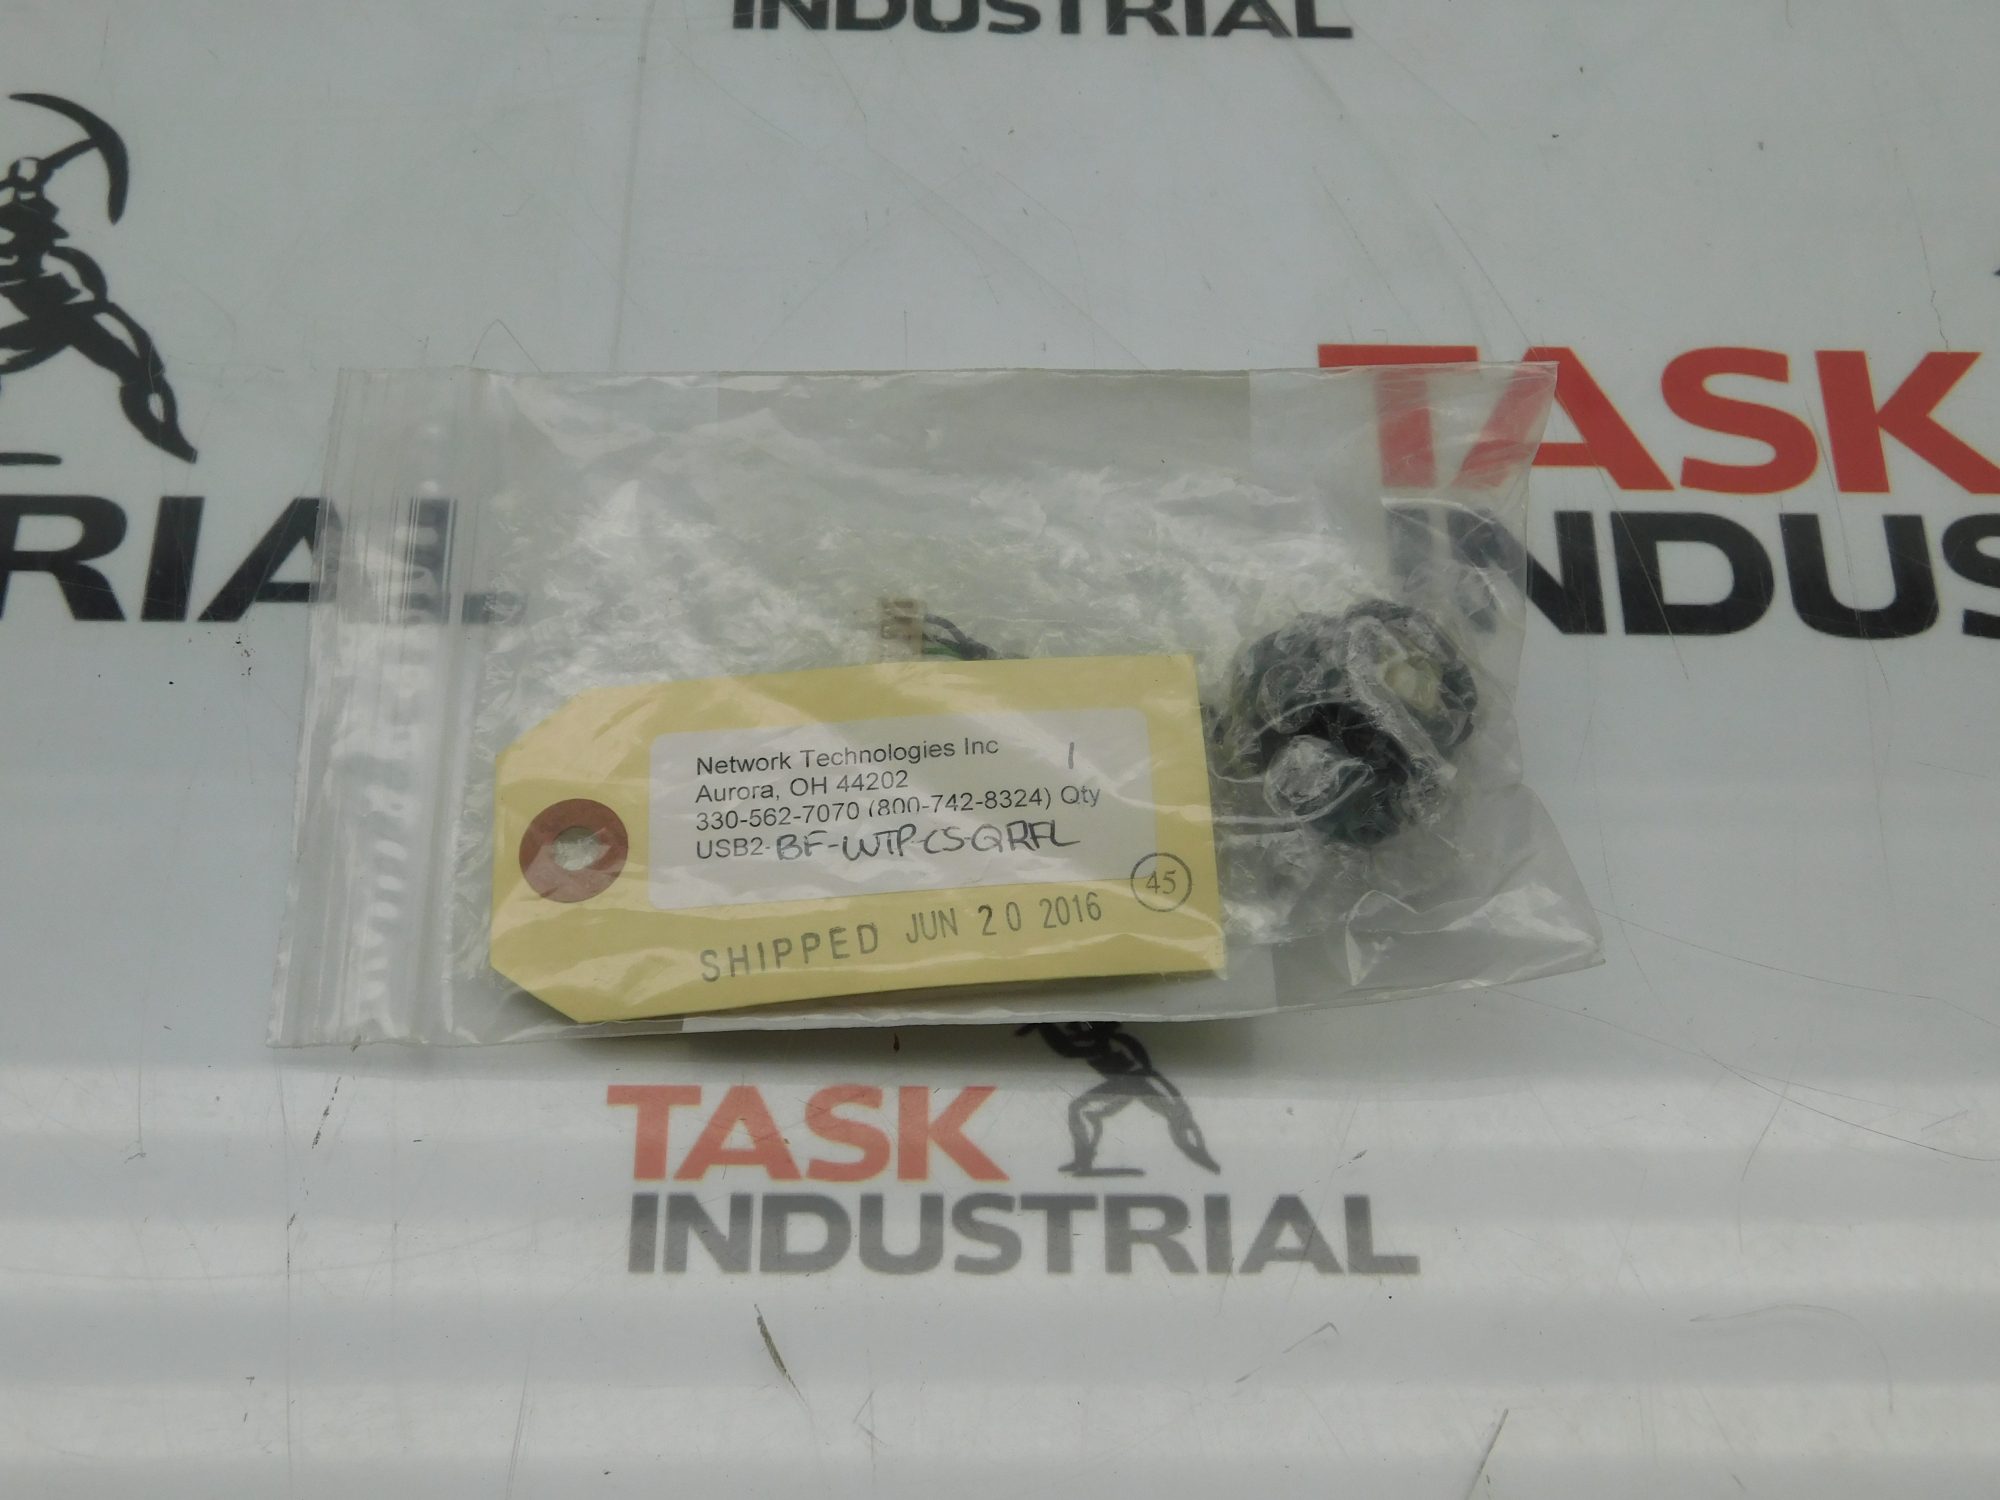 INDUSTRIAL
TASK
INDUS
RIAL
Network Technologies Inc
Aurora, OH 44202
330-562-7070 (800-742-8324) Qty 1
USB2-BF-WTP-CS-QRFL
45
SHIPPED JUN 20 2016
TASK
INDUSTRIAL